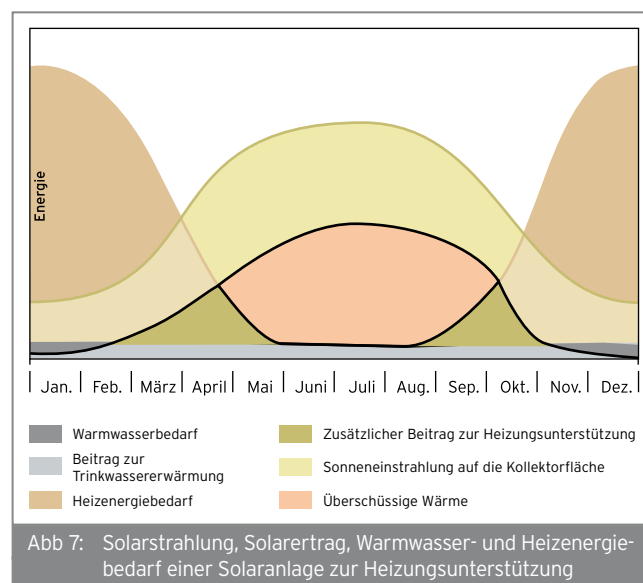 Energie
Jan. Feb. März April Mai Juni Juli Aug. Sep. Okt. Nov. Dez.
Warmwasserbedarf
Beitrag zur
Trinkwassererwärmung
Heizenergiebedarf
Zusätzlicher Beitrag zur Heizungsunterstützung
Sonneneinstrahlung auf die Kollektorfläche
Überschüssige Wärme
Abb 7: Solarstrahlung, Solarertrag, Warmwasser- und Heizenergie-
bedarf einer Solaranlage zur Heizungsunterstützung